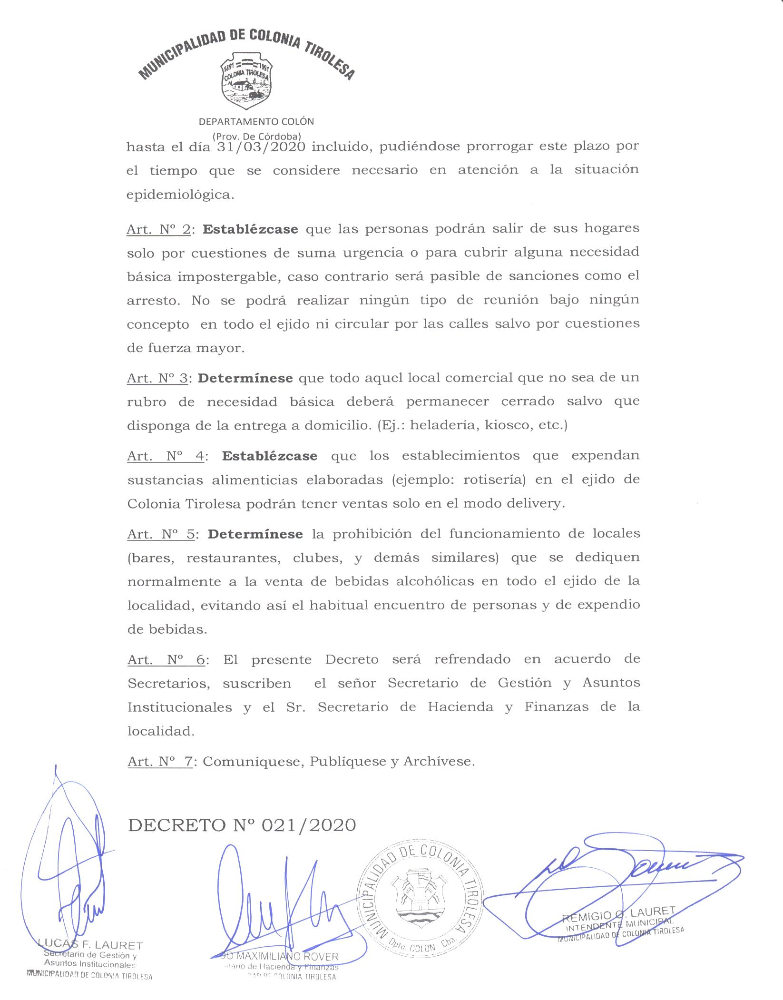 MUNICIPALIDAD DE COLONIA TIROLESA
1891 1991
COLONIA TIROLESA
DEPARTAMENTO COLÓN
(Prov. De Córdoba)
hasta el día 31/03/2020 incluido, pudiéndose prorrogar este plazo por
el tiempo que se considere necesario en atención a la situación
epidemiológica.
Art. Nº 2: Establézcase que las personas podrán salir de sus hogares
solo por cuestiones de suma urgencia o para cubrir alguna necesidad
básica impostergable, caso contrario será pasible de sanciones como el
arresto. No se podrá realizar ningún tipo de reunión bajo ningún
concepto en todo el ejido ni circular por las calles salvo por cuestiones
de fuerza mayor.
Art. Nº 3: Determínese que todo aquel local comercial que no sea de un
rubro de necesidad básica deberá permanecer cerrado salvo que
disponga de la entrega a domicilio. (Ej.: heladería, kiosco, etc.)
Art. Nº 4: Establézcase que los establecimientos que expendan
sustancias alimenticias elaboradas (ejemplo: rotisería) en el ejido de
Colonia Tirolesa podrán tener ventas solo en el modo delivery.
Art. Nº 5: Determínese la prohibición del funcionamiento de locales
(bares, restaurantes, clubes, y demás similares) que se dediquen
normalmente a la venta de bebidas alcohólicas en todo el ejido de la
localidad, evitando así el habitual encuentro de personas y de expendio
de bebidas.
Art. Nº 6: El presente Decreto será refrendado en acuerdo de
Secretarios, suscriben el señor Secretario de Gestión y Asuntos
Institucionales y el Sr. Secretario de Hacienda y Finanzas de la
localidad.
Art. Nº 7: Comuníquese, Publíquese y Archívese.
DECRETO Nº 021/2020
MUNICIPALIDAD DE COLONIA TIROLESA
Dpto. COLON Cba.
LUCAS F. LAURET
Secretario de Gestión y
Asuntos Institucionales
MUNICIPALIDAD DE COLONIA TIROLESA
DO MAXIMILIANO ROVER
tario de Hacienda y Finanzas
DE COLONIA TIROLESA
REMIGIO O. LAURET
INTENDENTE MUNICIPAL
MUNICIPALIDAD DE COLONIA TIROLESA